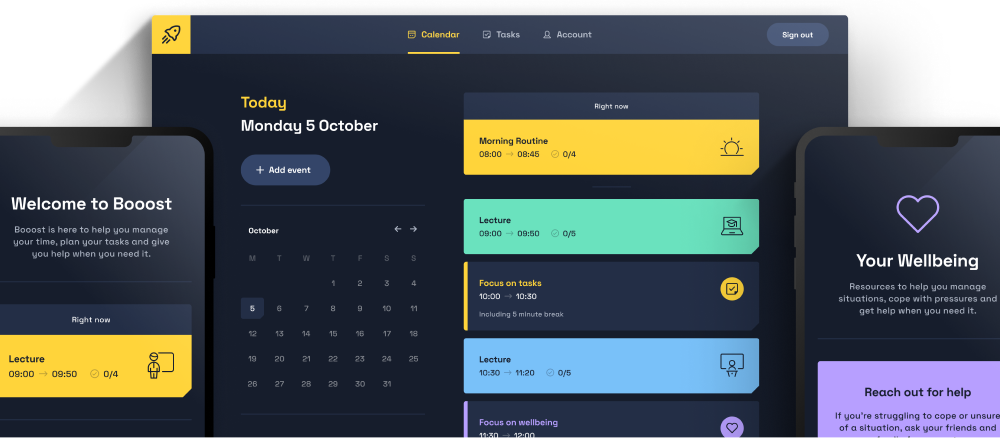 Calendar
Tasks
Account
Sign out
Today
Monday 5 October
Add event
October
M T W T F S S
1 2 3 4
5 6 7 8 9 10 11
12 13 14 15 16 17 18
19 20 21 22 23 24 25
26 27 28 29 30 31
Right now
Morning Routine
08:00 → 08:45 0/4
Lecture
09:00 → 09:50 0/5
Focus on tasks
10:00 → 10:30
Including 5 minute break
Lecture
10:30 → 11:20 0/5
Focus on wellbeing
11:30 → 12:00
Welcome to Booost
Booost is here to help you manage
your time, plan your tasks and give
you help when you need it.
Right now
Lecture
09:00 → 09:50 0/4
Your Wellbeing
Resources to help you manage
situations, cope with pressures and
get help when you need it.
Reach out for help
If you're struggling to cope or unsure
of a situation, ask your friends and